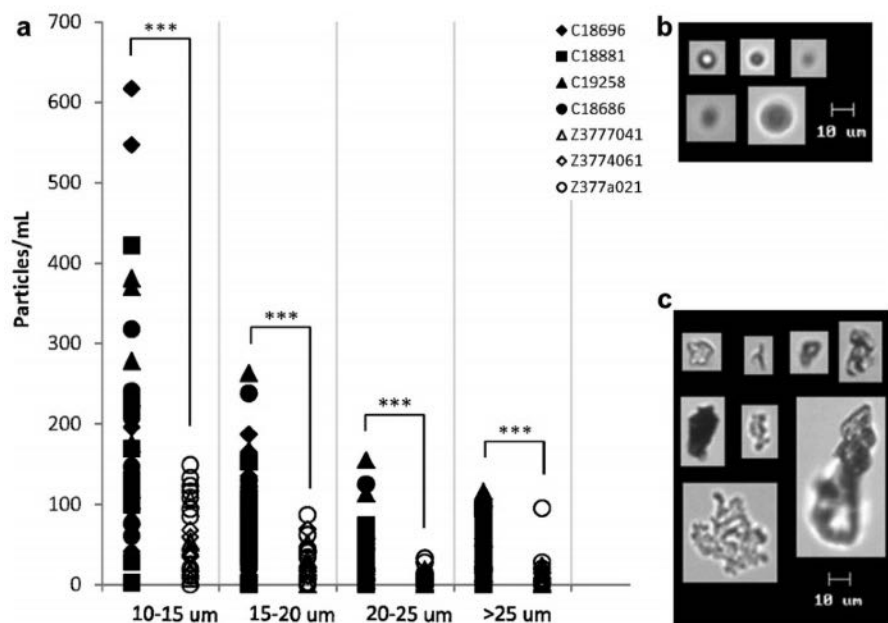 a
700
600
500
400
300
200
100
0
Particles/mL
***
***
***
***
10-15 um
15-20 um
20-25 um
>25 um
C18696
C18881
C19258
C18686
Z3777041
Z3774061
Z377a021
b
10 um
c
10 um